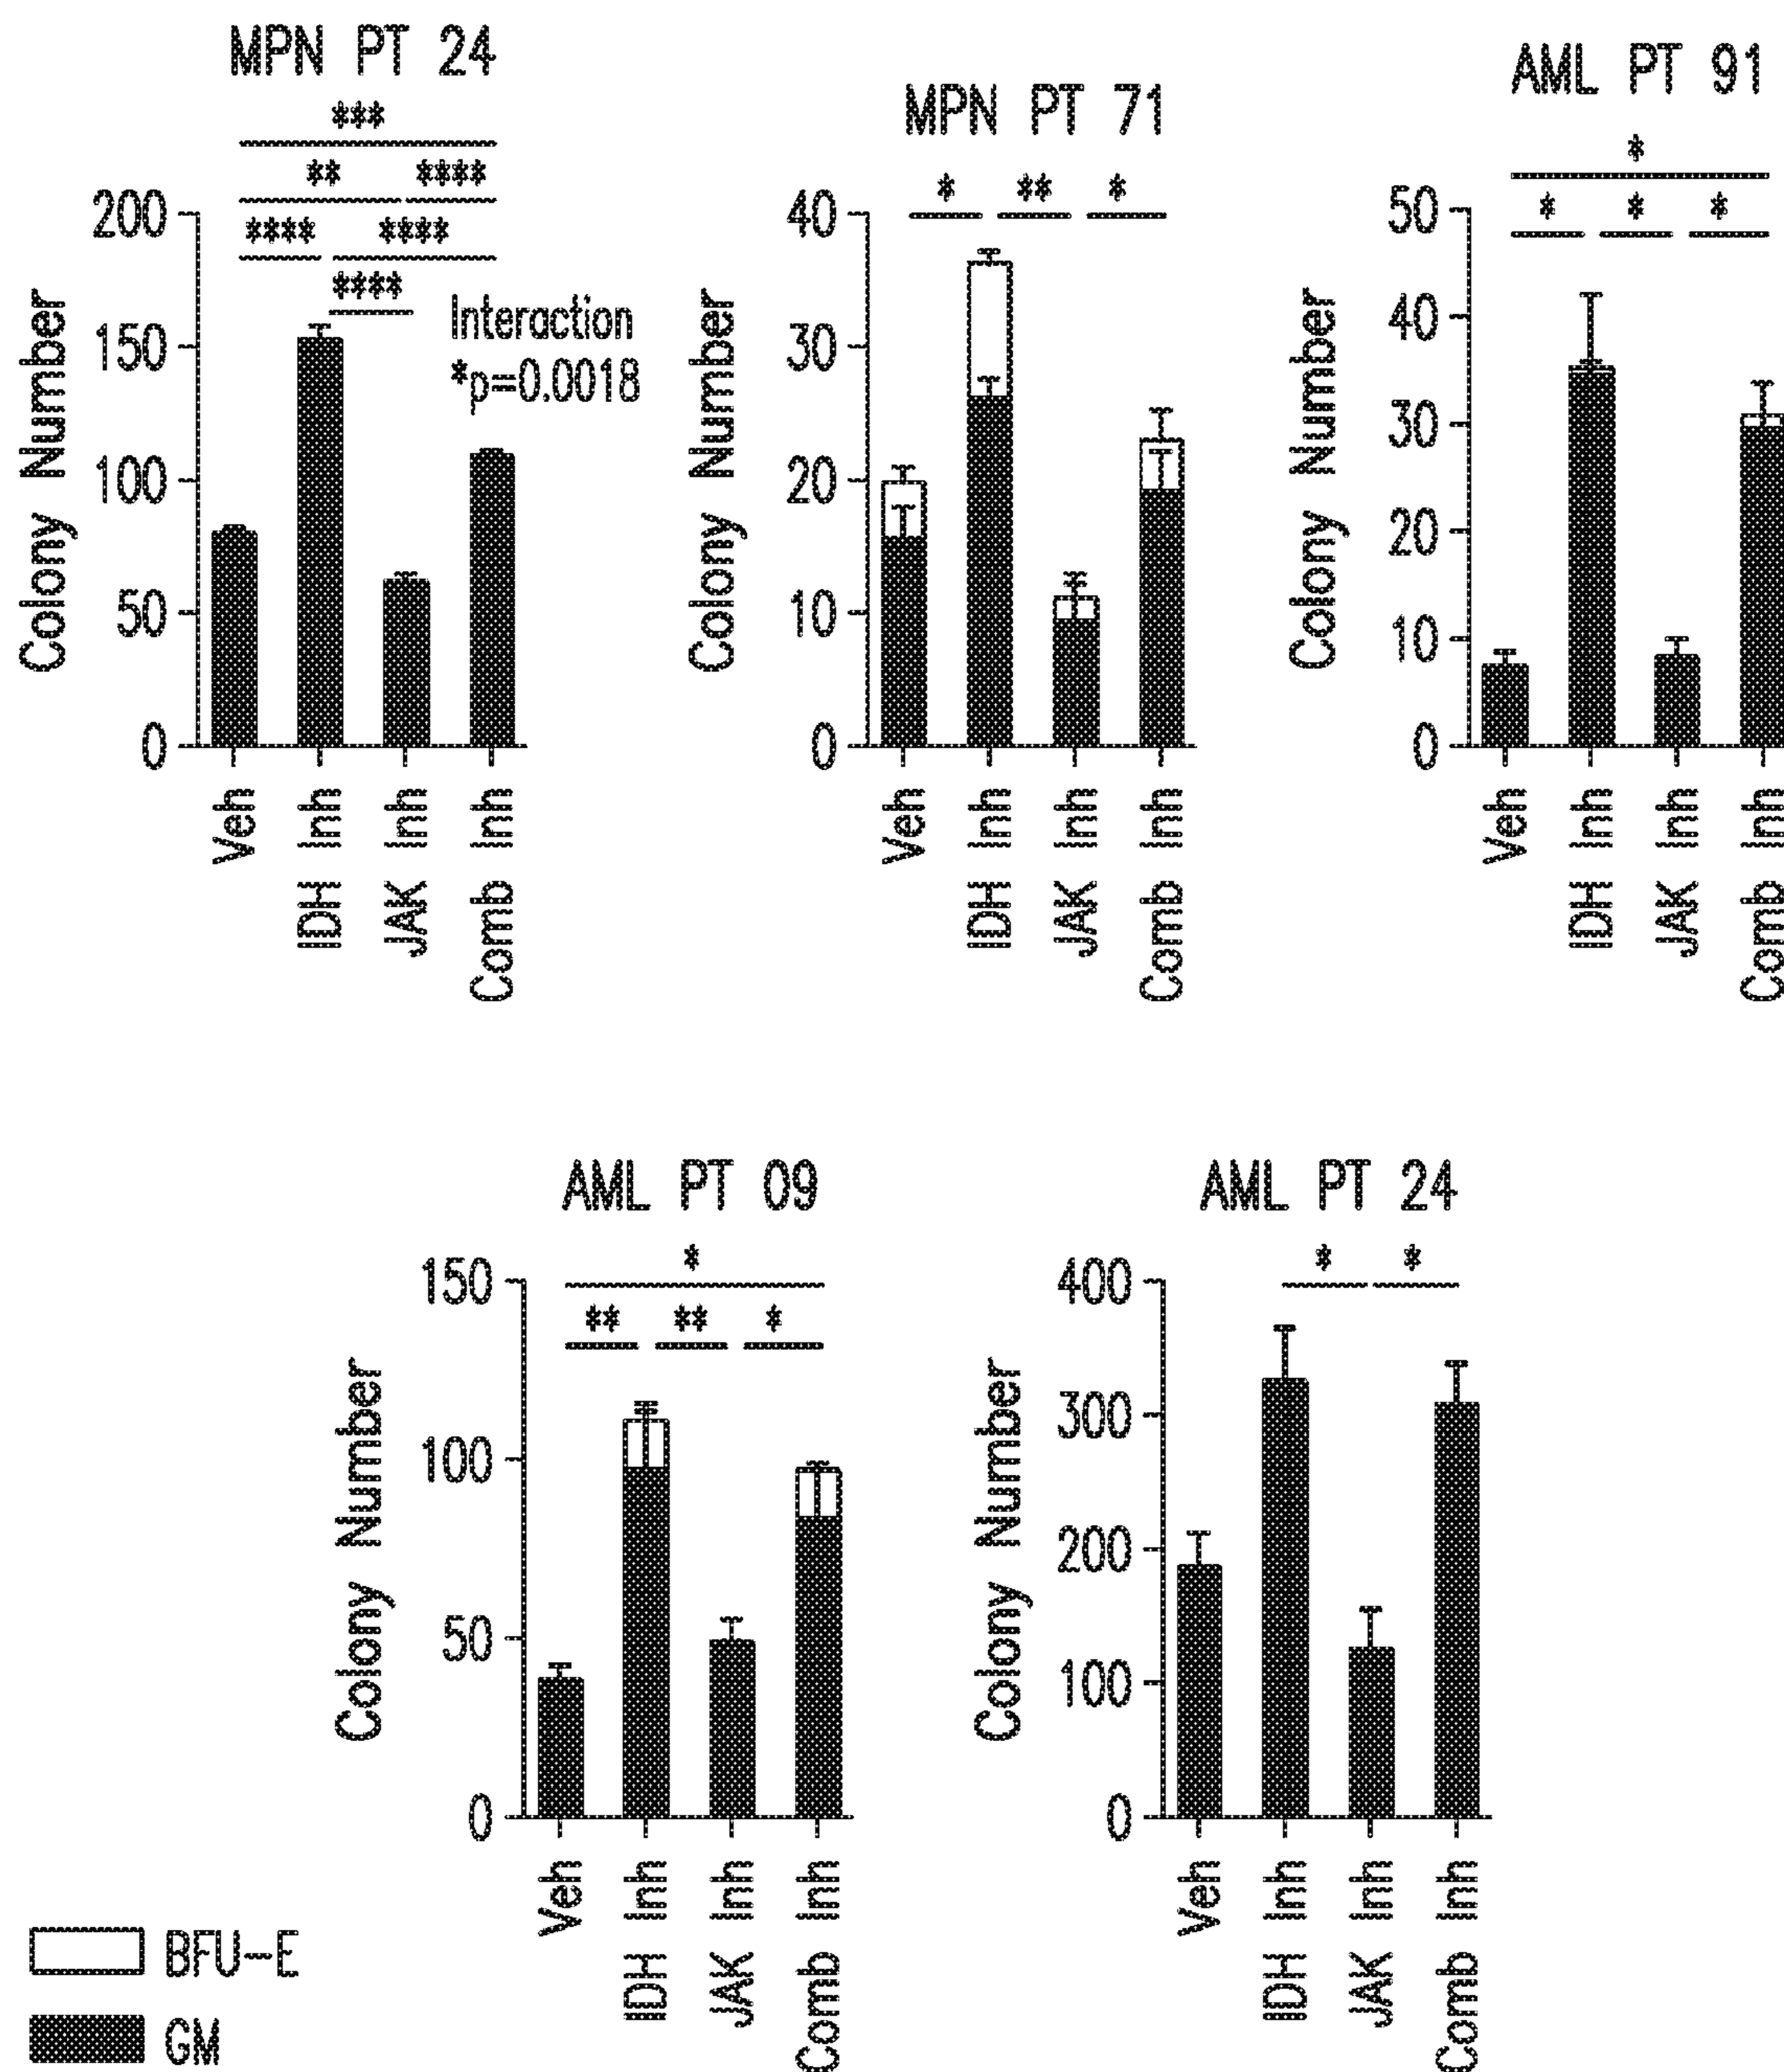 MPN PT 24
***
** ****
**** ****
****
Interaction
*p=0.0018
200
150
100
50
0
Colony Number
Veh
IDH Inh
JAK Inh
Comb Inh
MPN PT 71
* ** *
40
30
20
10
0
Colony Number
Veh
IDH Inh
JAK Inh
Comb Inh
AML PT 91
*
* * *
50
40
30
20
10
0
Colony Number
Veh
IDH Inh
JAK Inh
Comb Inh
AML PT 09
*
** ** *
150
100
50
0
Colony Number
Veh
IDH Inh
JAK Inh
Comb Inh
AML PT 24
* *
400
300
200
100
0
Colony Number
Veh
IDH Inh
JAK Inh
Comb Inh
BFU-E
GM